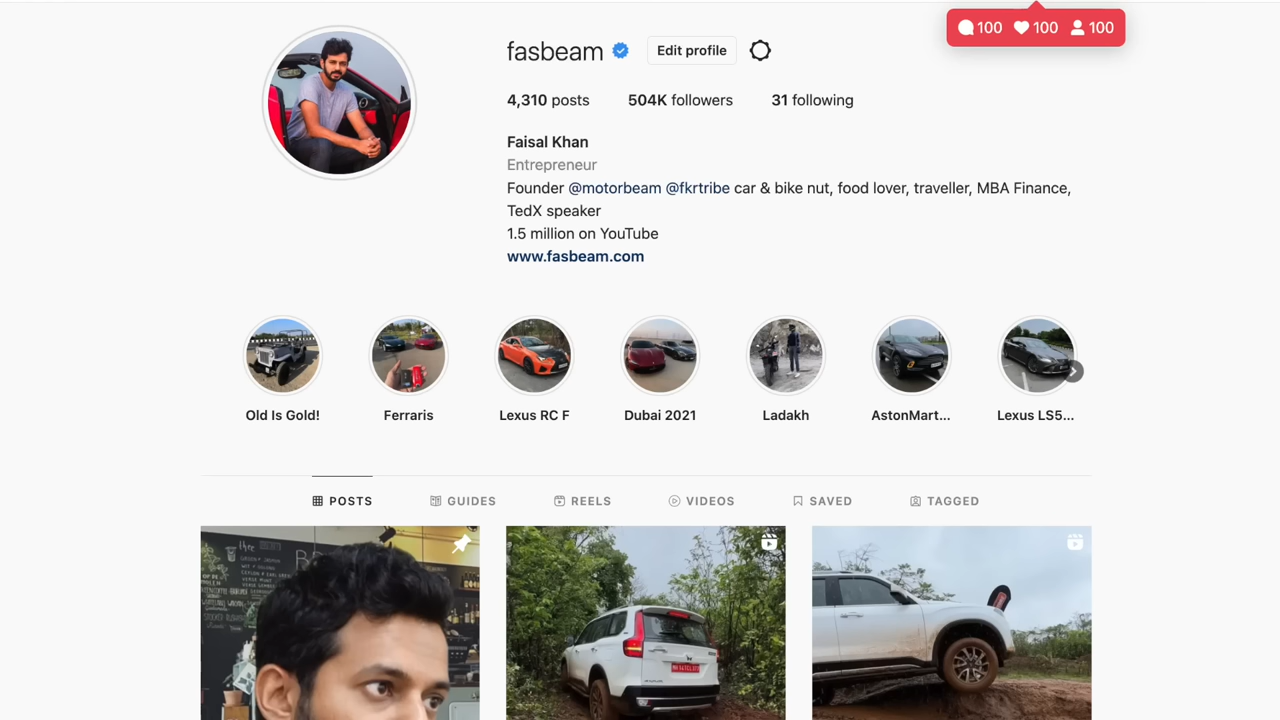 100 100 100
fasbeam Edit profile
4,310 posts 504K followers 31 following
Faisal Khan
Entrepreneur
Founder @motorbeam @fkrtribe car & bike nut, food lover, traveller, MBA Finance,
TedX speaker
1.5 million on YouTube
www.fasbeam.com
Old Is Gold! Ferraris Lexus RC F Dubai 2021 Ladakh AstonMart... Lexus LS5...
POSTS GUIDES REELS VIDEOS SAVED TAGGED